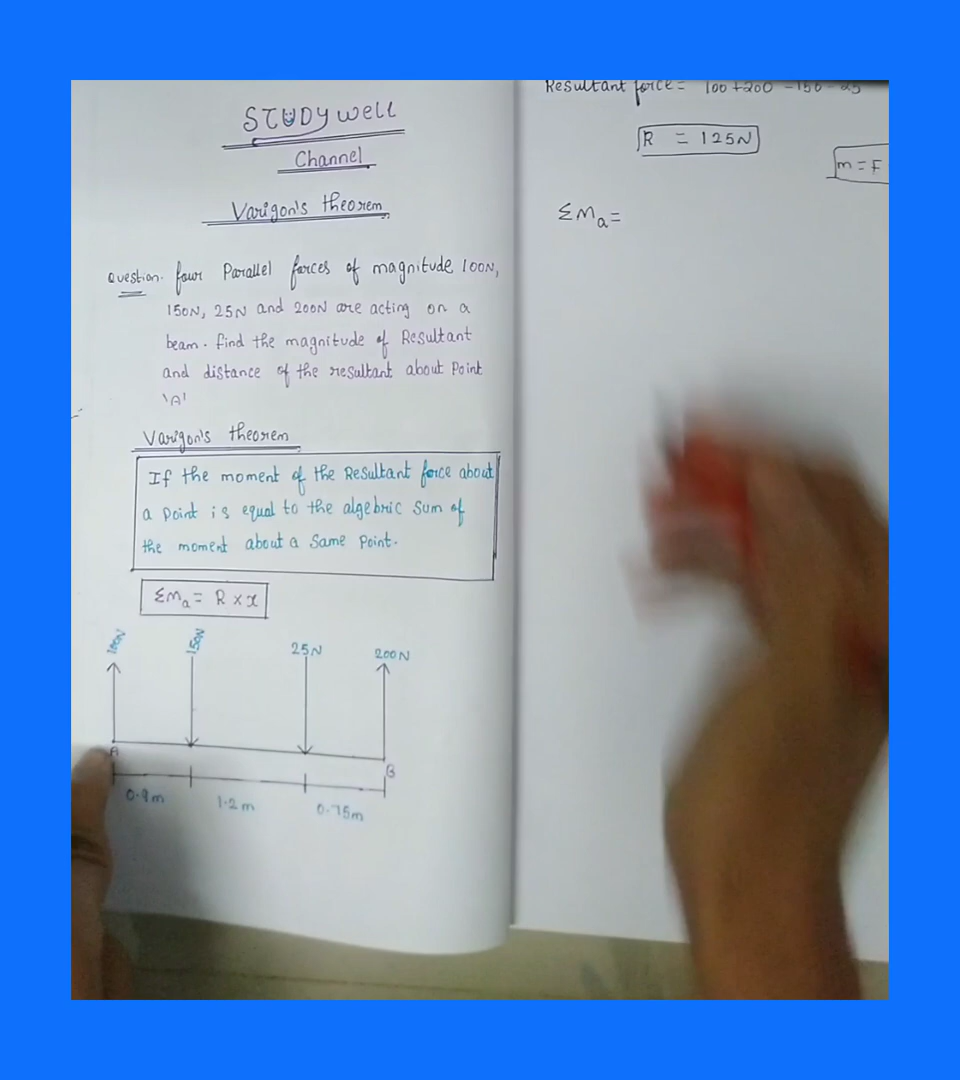 STUDY well
Channel
Varigon's theorem
Question. four Parallel forces of magnitude 100N,
150N, 25N and 200N are acting on a
beam. find the magnitude of Resultant
and distance of the resultant about Point
'A'
Varigon's theorem
If the moment of the Resultant force about
a point is equal to the algebric sum of
the moment about a same point.
Σma = R × x
100N 150N 25N 200N
A B
0.9m 1.2m 0.75m
Resultant force = 100 +200 -150 -25
R = 125N
m = F
ΣMa =